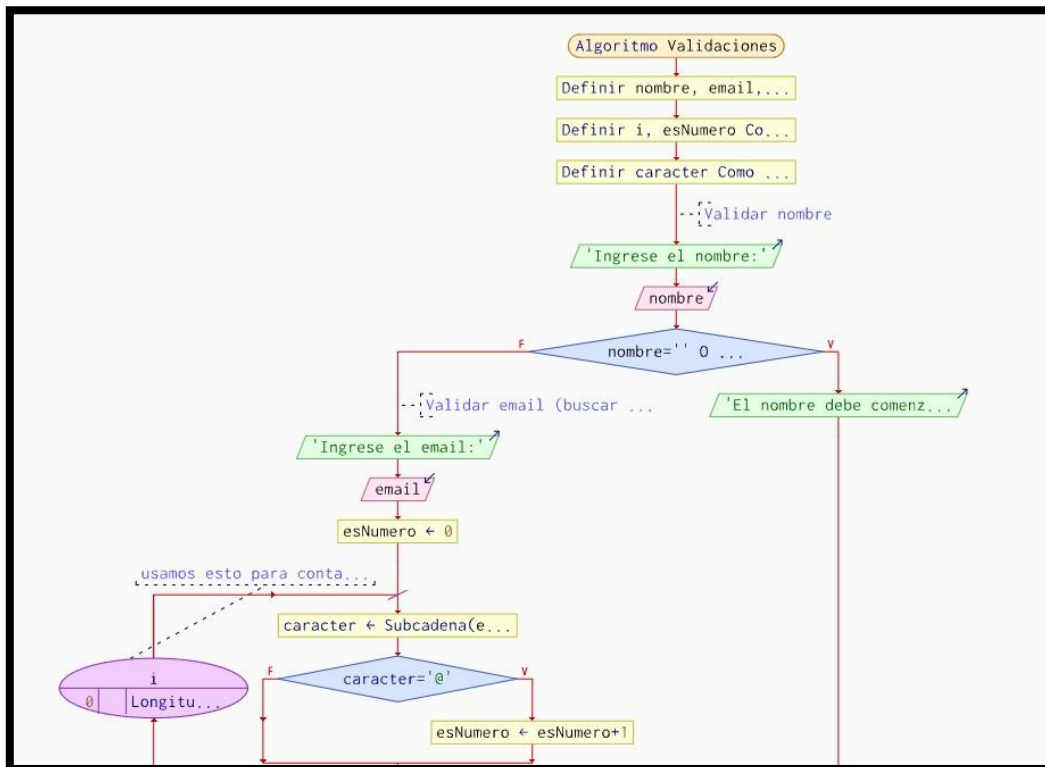 Algoritmo Validaciones
Definir nombre, email,...
Definir i, esNumero Co...
Definir caracter Como ...
Validar nombre
'Ingrese el nombre:'
nombre
F
nombre='' O ...
V
Validar email (buscar ...
'El nombre debe comenz...
'Ingrese el email:'
email
esNumero ← 0
usamos esto para conta...
caracter ← Subcadena(e...
F
caracter='@'
V
i
0 Longitu...
esNumero ← esNumero+1